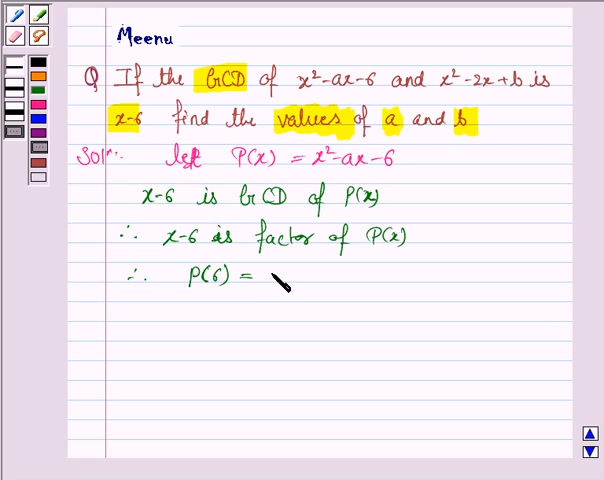 Meenu
Q If the GCD of x²-ax-6 and x²-2x+b is
x-6 find the values of a and b
Solⁿ:. let P(x) = x²-ax-6
x-6 is GCD of P(x)
∴ x-6 is factor of P(x)
∴ P(6) =